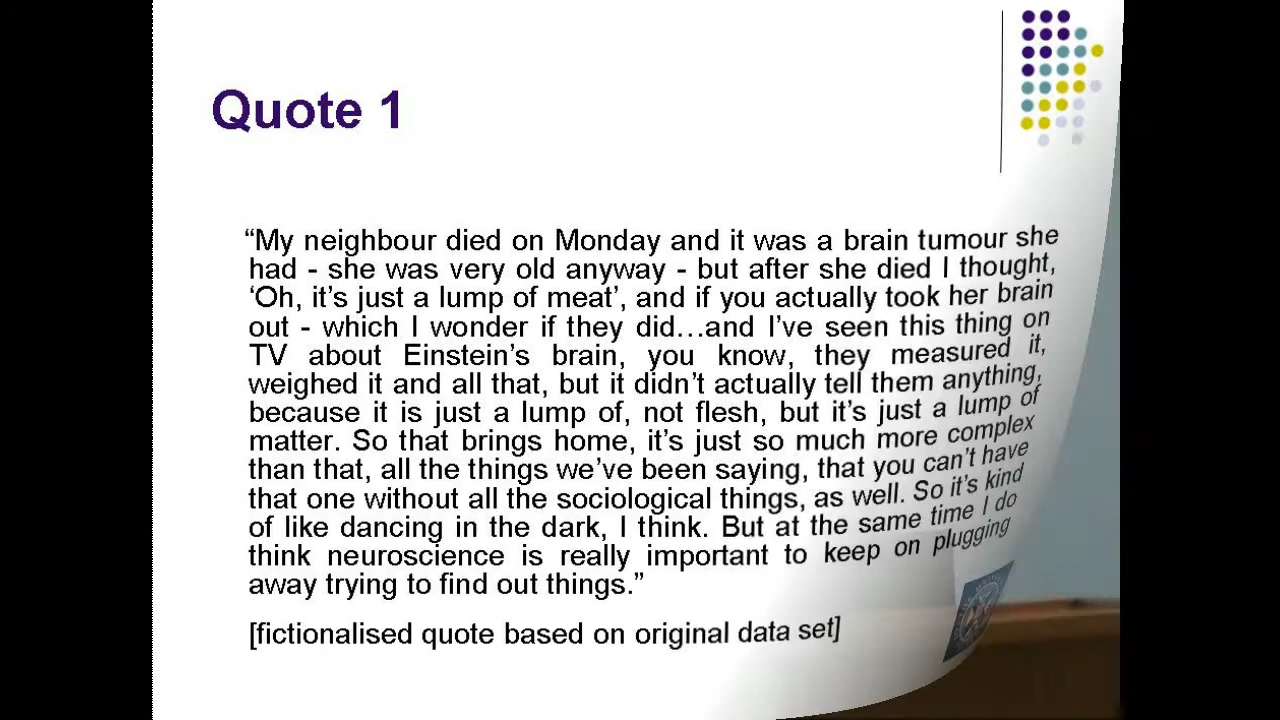 Quote 1
“My neighbour died on Monday and it was a brain tumour she
had - she was very old anyway - but after she died I thought,
‘Oh, it’s just a lump of meat’, and if you actually took her brain
out - which I wonder if they did…and I’ve seen this thing on
TV about Einstein’s brain, you know, they measured it,
weighed it and all that, but it didn’t actually tell them anything,
because it is just a lump of, not flesh, but it’s just a lump of
matter. So that brings home, it’s just so much more complex
than that, all the things we’ve been saying, that you can’t have
that one without all the sociological things, as well. So it’s kind
of like dancing in the dark, I think. But at the same time I do
think neuroscience is really important to keep on plugging
away trying to find out things.”
[fictionalised quote based on original data set]